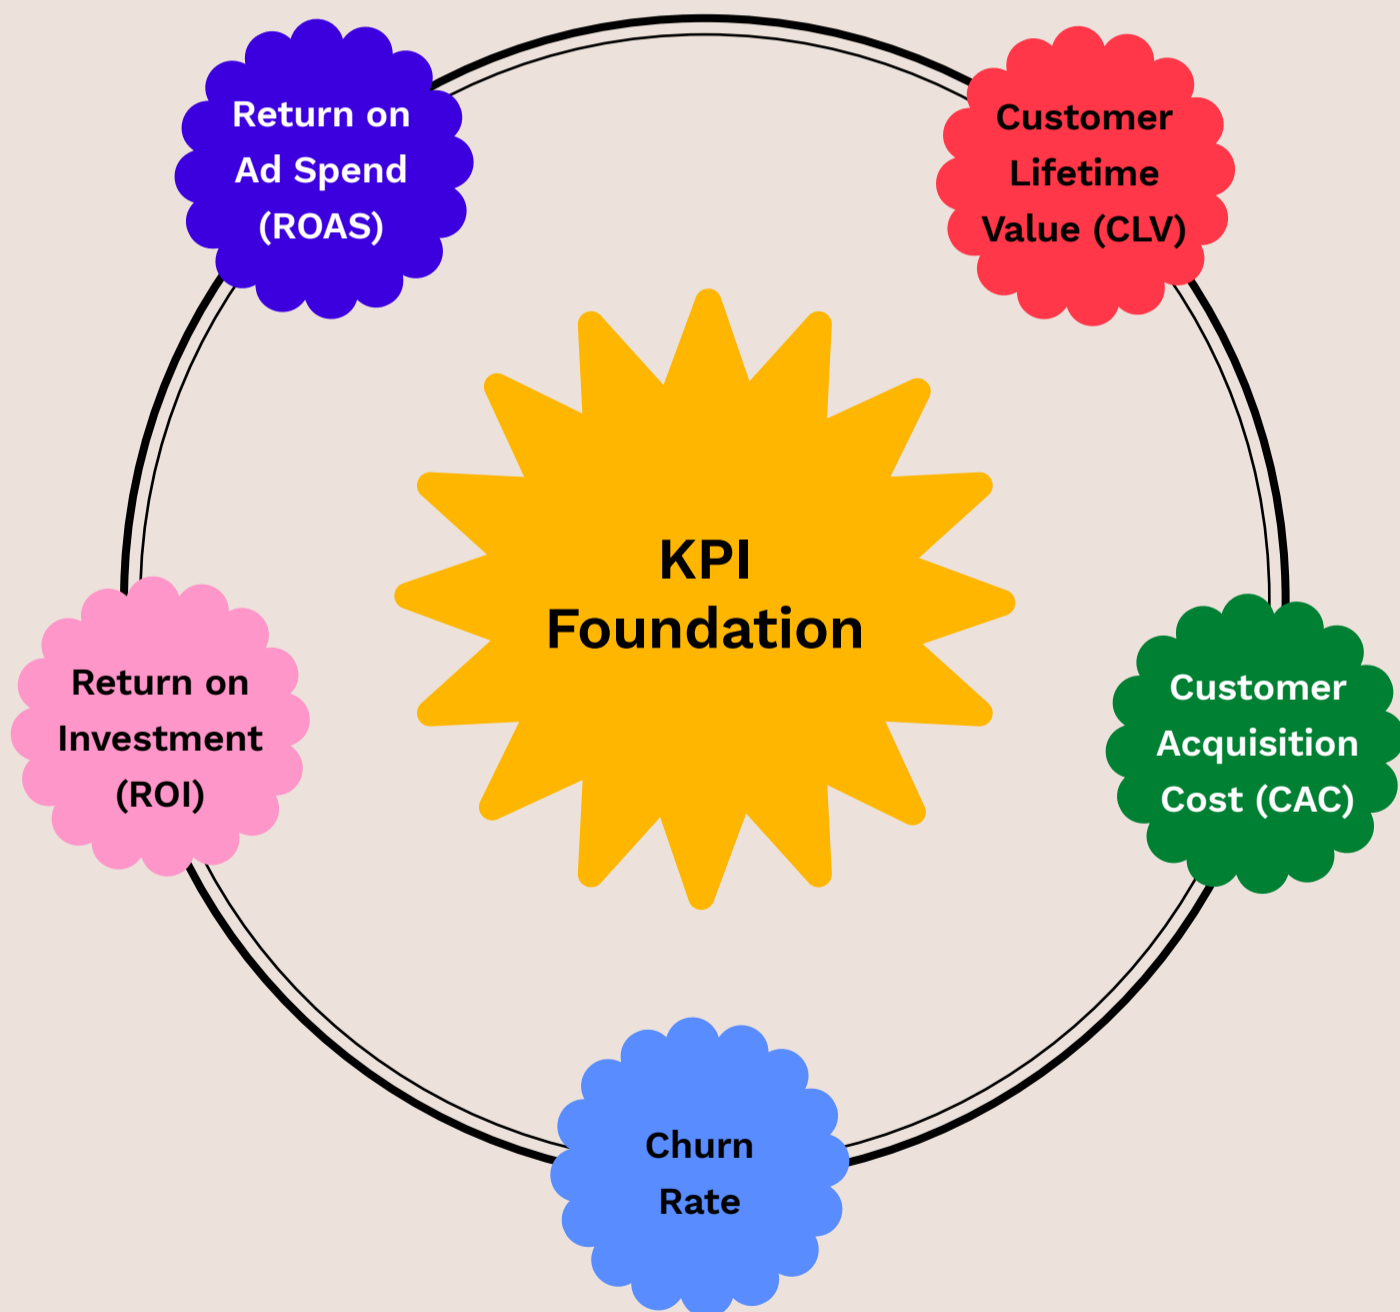 Return on
Ad Spend
(ROAS)
Customer
Lifetime
Value (CLV)
KPI
Foundation
Return on
Investment
(ROI)
Customer
Acquisition
Cost (CAC)
Churn
Rate